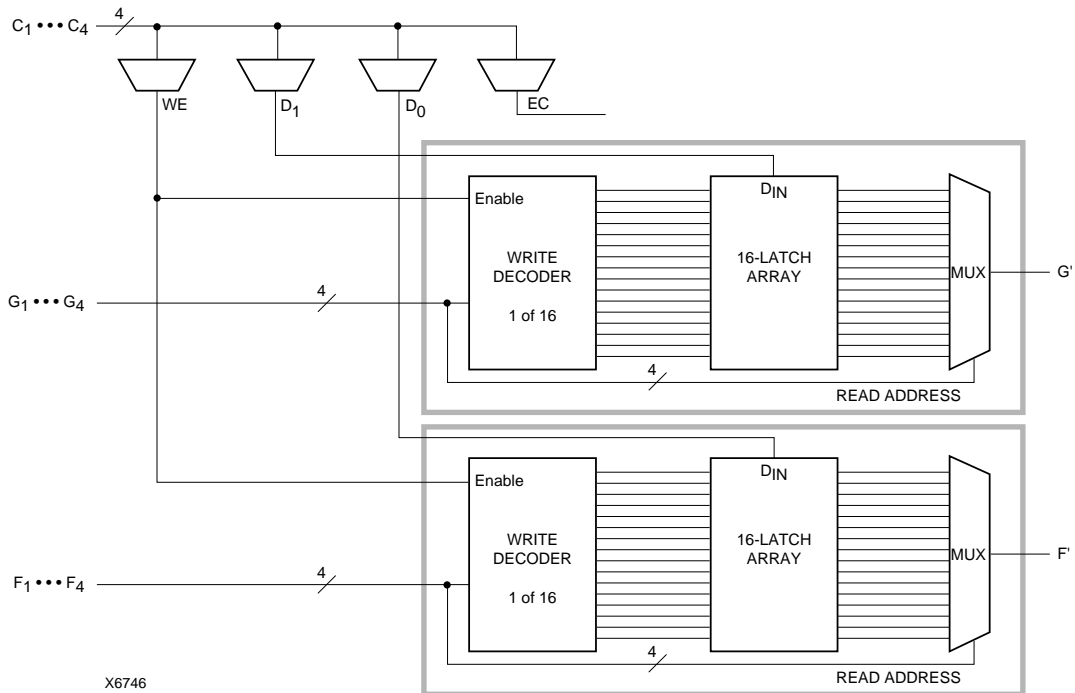 C1 ••• C4
4
WE
D1
D0
EC
Enable
DIN
WRITE
DECODER
16-LATCH
ARRAY
MUX
G'
G1 ••• G4
4
1 of 16
4
READ ADDRESS
Enable
DIN
WRITE
DECODER
16-LATCH
ARRAY
MUX
F'
F1 ••• F4
4
1 of 16
4
READ ADDRESS
X6746